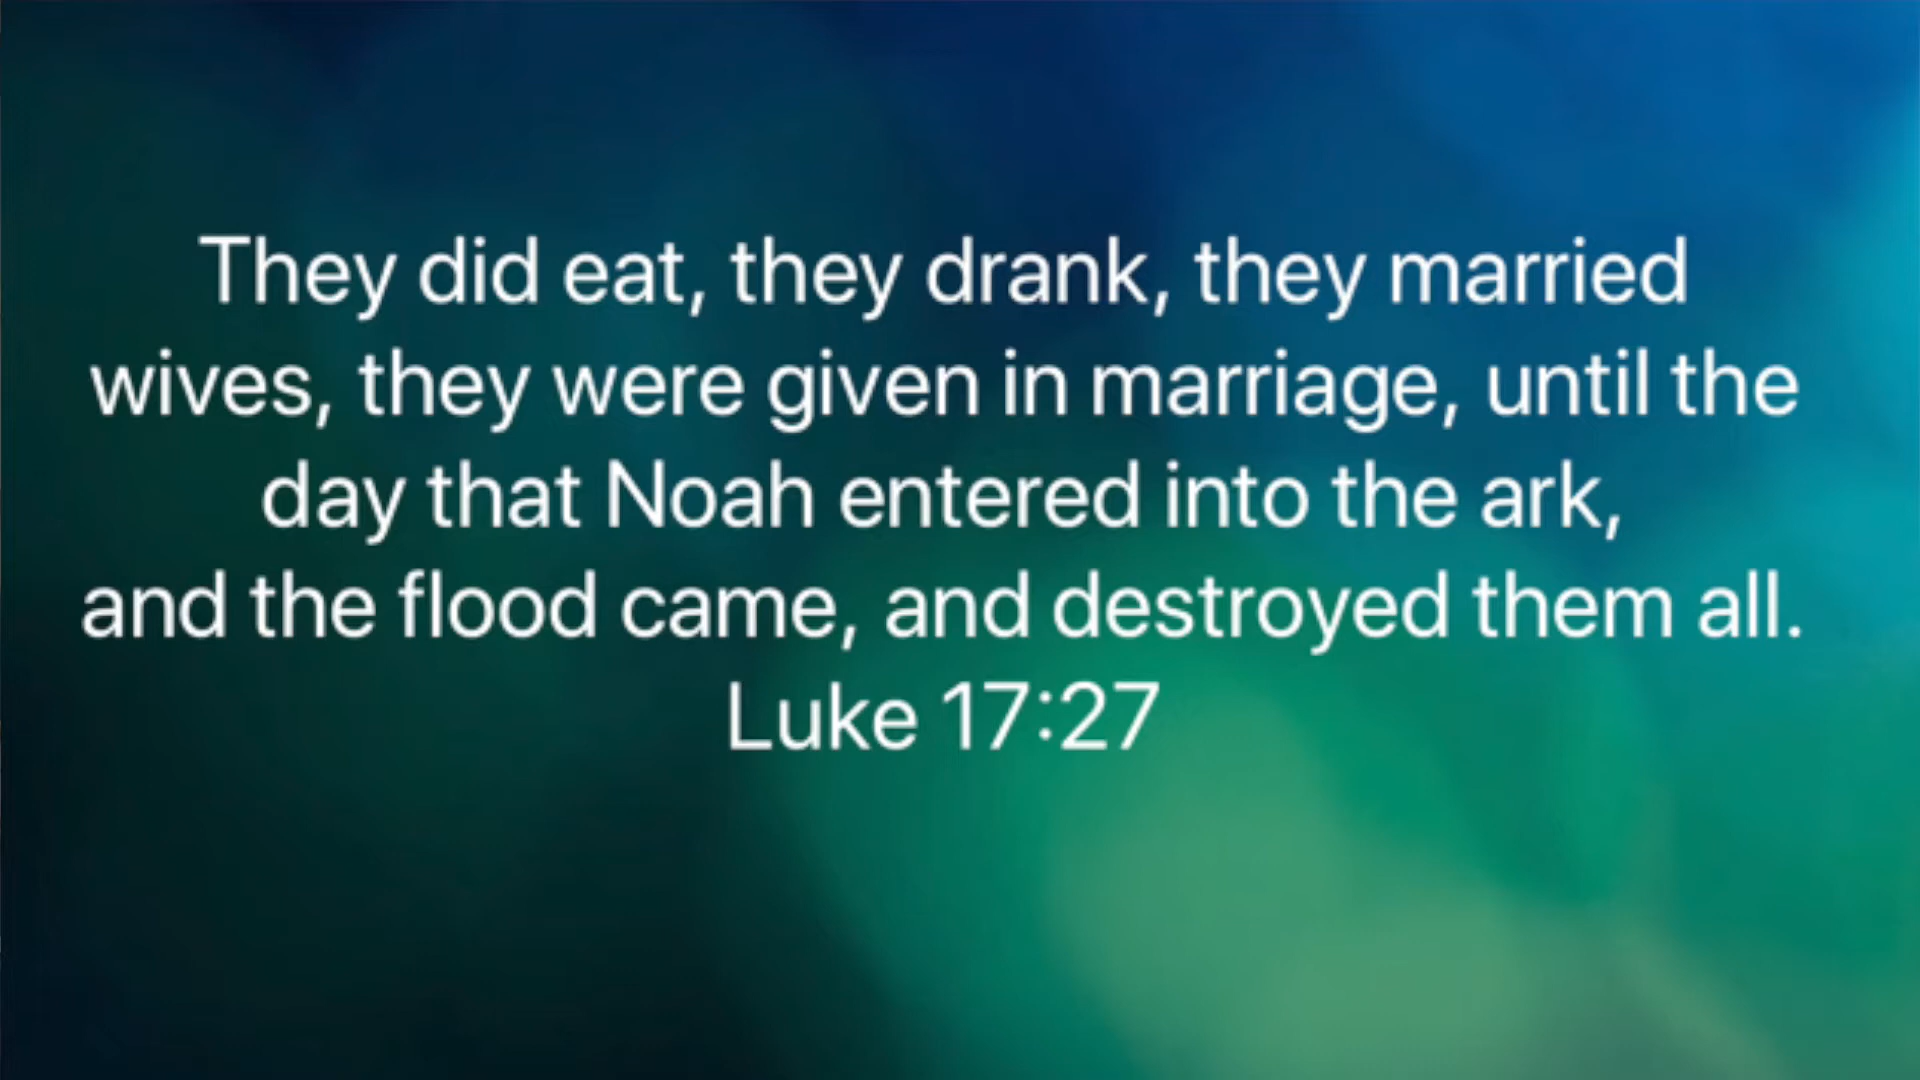 They did eat, they drank, they married
wives, they were given in marriage, until the
day that Noah entered into the ark,
and the flood came, and destroyed them all.
Luke 17:27